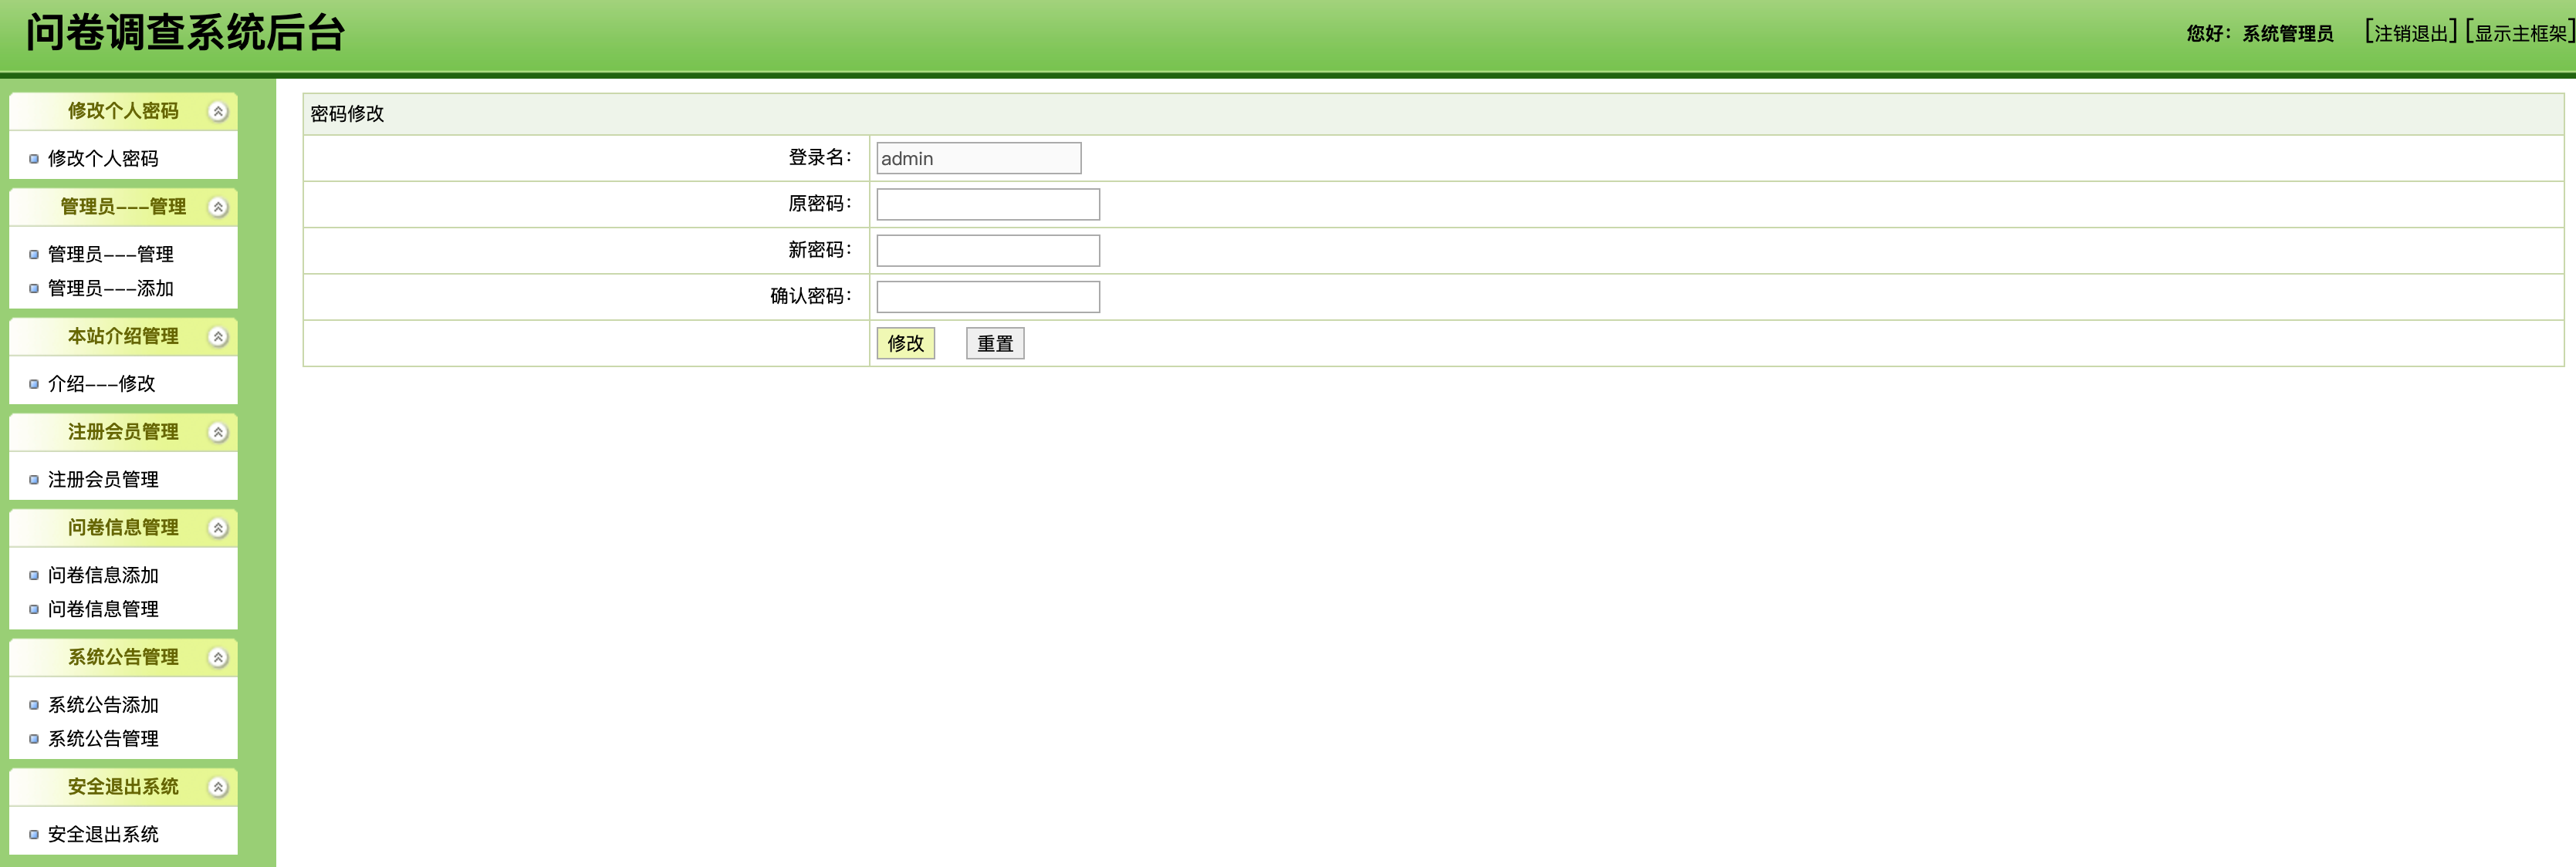 问卷调查系统后台
您好：系统管理员 [注销退出] [显示主框架]
修改个人密码
修改个人密码
管理员---管理
管理员---管理
管理员---添加
本站介绍管理
介绍---修改
注册会员管理
注册会员管理
问卷信息管理
问卷信息添加
问卷信息管理
系统公告管理
系统公告添加
系统公告管理
安全退出系统
安全退出系统
密码修改
登录名： admin
原密码：
新密码：
确认密码：
修改 重置